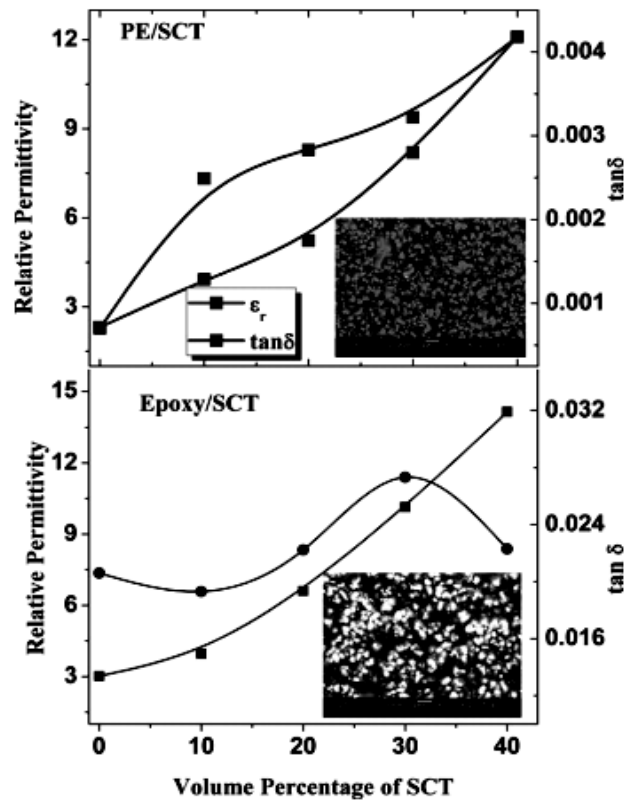 PE/SCT
12
9
6
3
Relative Permittivity
0.004
0.003
0.002
0.001
tanδ
εr
tanδ
Epoxy/SCT
15
12
9
6
3
Relative Permittivity
0.032
0.024
0.016
tan δ
0 10 20 30 40
Volume Percentage of SCT